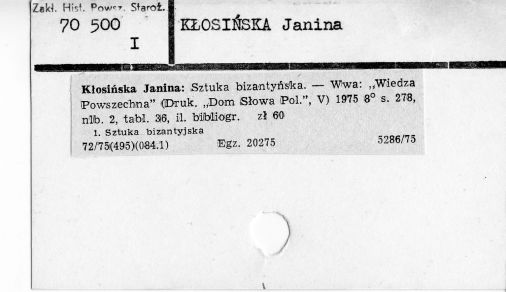 Zakł. Hist. Powsz. Staroż.
70 500
I
KŁOSIŃSKA Janina
Kłosińska Janina: Sztuka bizantyńska. — W-wa: „Wiedza
Powszechna” (Druk. „Dom Słowa Pol.”, V) 1975 8° s. 278,
nlb. 2, tabl. 36, il. bibliogr. zł 60
1. Sztuka bizantyjska
72/75(495)(084.1) Egz. 20275 5286/75